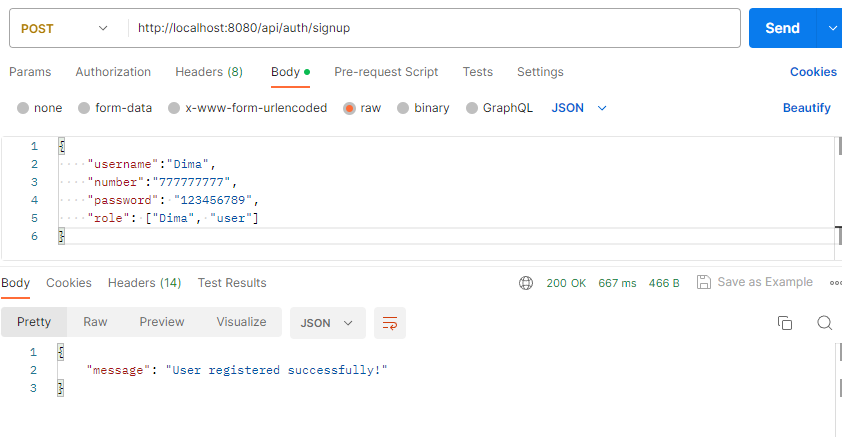 POST http://localhost:8080/api/auth/signup Send
Params Authorization Headers (8) Body Pre-request Script Tests Settings Cookies
none form-data x-www-form-urlencoded raw binary GraphQL JSON Beautify
1 {
2 "username":"Dima",
3 "number":"777777777",
4 "password": "123456789",
5 "role": ["Dima", "user"]
6 }
Body Cookies Headers (14) Test Results 200 OK 667 ms 466 B Save as Example
Pretty Raw Preview Visualize JSON
1 {
2 "message": "User registered successfully!"
3 }